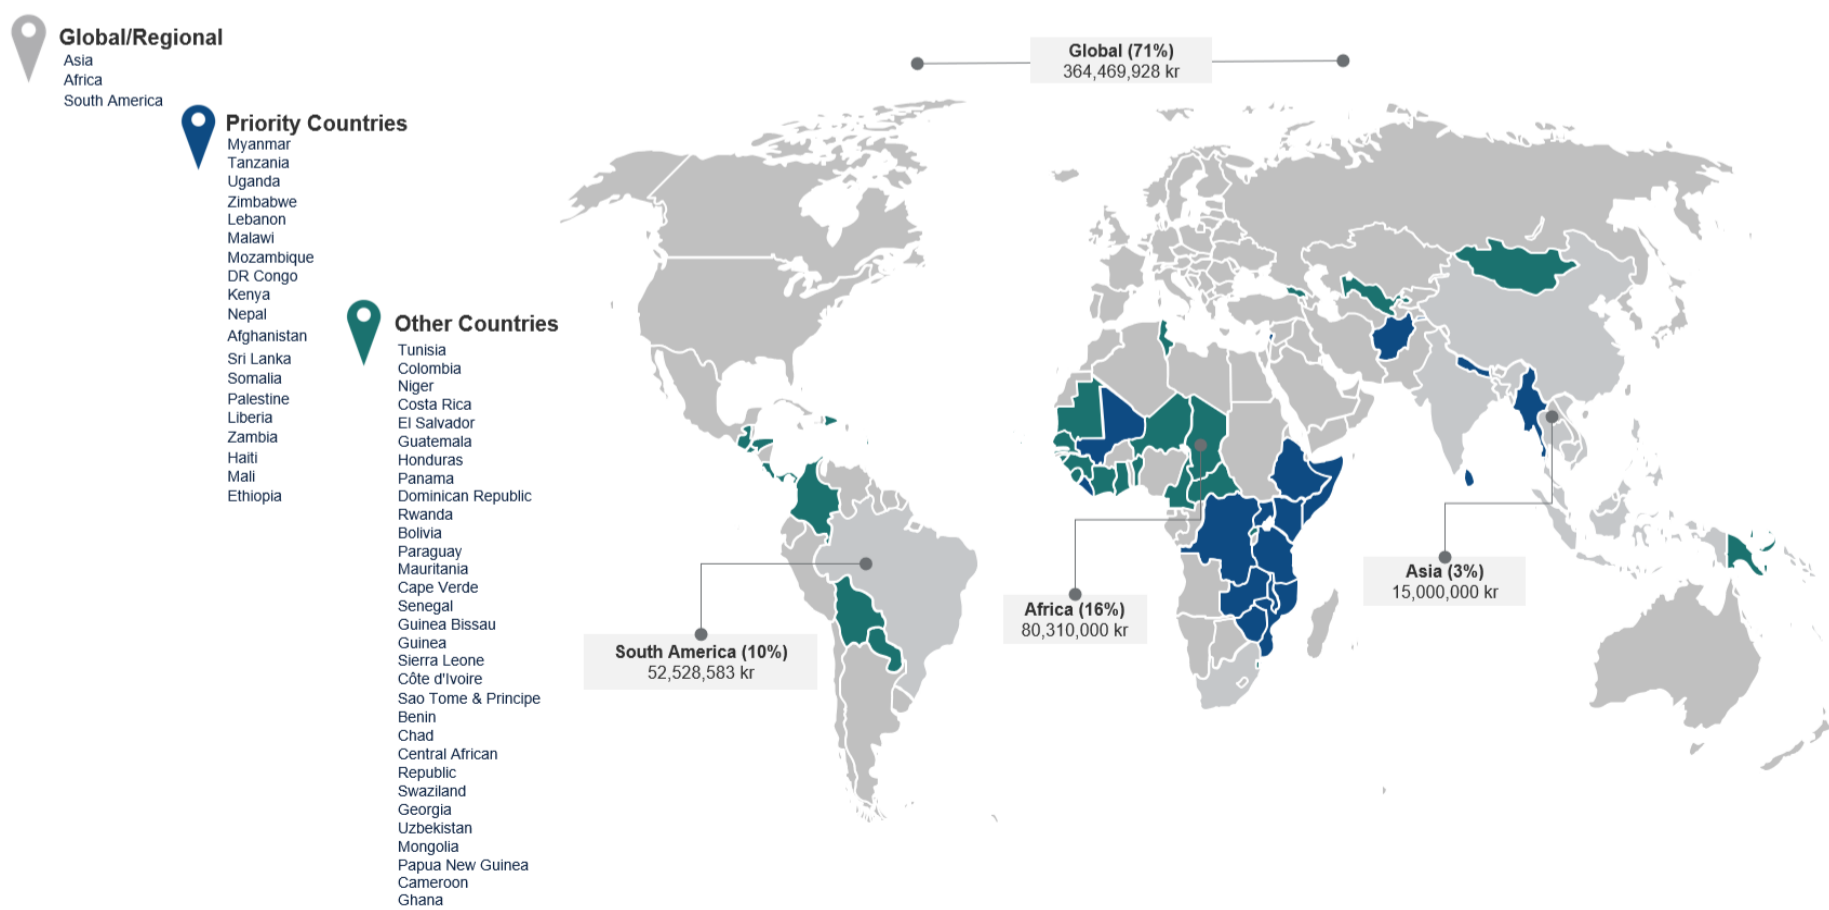 Global/Regional
Asia
Africa
South America
Priority Countries
Myanmar
Tanzania
Uganda
Zimbabwe
Lebanon
Malawi
Mozambique
DR Congo
Kenya
Nepal
Afghanistan
Sri Lanka
Somalia
Palestine
Liberia
Zambia
Haiti
Mali
Ethiopia
Other Countries
Tunisia
Colombia
Niger
Costa Rica
El Salvador
Guatemala
Honduras
Panama
Dominican Republic
Rwanda
Bolivia
Paraguay
Mauritania
Cape Verde
Senegal
Guinea Bissau
Guinea
Sierra Leone
Côte d'Ivoire
Sao Tome & Principe
Benin
Chad
Central African
Republic
Swaziland
Georgia
Uzbekistan
Mongolia
Papua New Guinea
Cameroon
Ghana
Global (71%)
364,469,928 kr
South America (10%)
52,528,583 kr
Africa (16%)
80,310,000 kr
Asia (3%)
15,000,000 kr